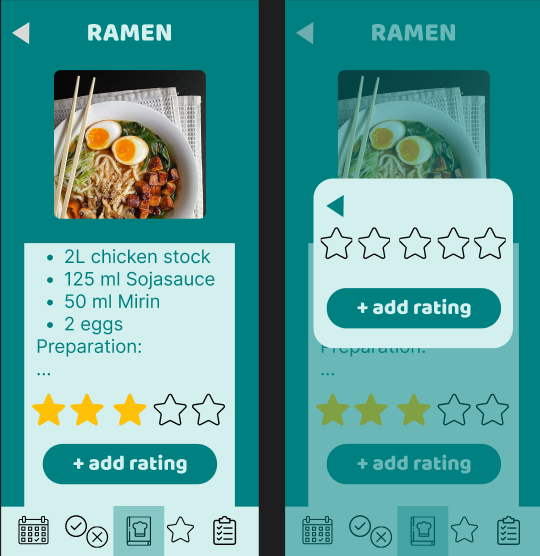 RAMEN
• 2L chicken stock
• 125 ml Sojasauce
• 50 ml Mirin
• 2 eggs
Preparation:
...
+ add rating
RAMEN
+ add rating
Preparation:
...
+ add rating